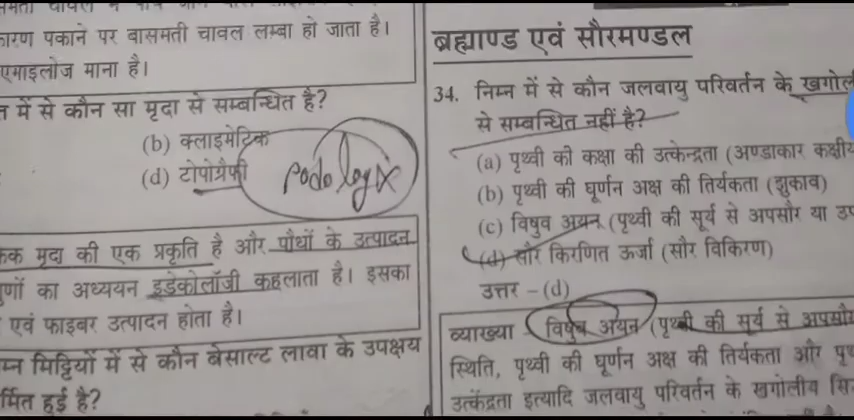 कारण पकाने पर बासमती चावल लम्बा हो जाता है।
एमाइलोज माना है।
में से कौन सा मृदा से सम्बन्धित है?
(b) क्लाइमेट्रिक
(d) टोपोग्रैफी
मृदा की एक प्रकृति है और पौधों के उत्पादन
का अध्ययन इडेकोलॉजी कहलाता है। इसका
एवं फाइबर उत्पादन होता है।
मिट्टियों में से कौन बेसाल्ट लावा के उपक्षय
हुई है?
ब्रह्माण्ड एवं सौरमण्डल
34. निम्न में से कौन जलवायु परिवर्तन के खगोल
से सम्बन्धित नहीं है?
(a) पृथ्वी की कक्षा की उत्केन्द्रता (अण्डाकार कक्षीय
(b) पृथ्वी की घूर्णन अक्ष की तिर्यकता (झुकाव)
(c) विषुव अयन (पृथ्वी की सूर्य से अपसौर या उप
(d) सौर किरणित ऊर्जा (सौर विकिरण)
उत्तर –(d)
व्याख्या – विषुव अयन (पृथ्वी की सूर्य से अपसौर
स्थिति, पृथ्वी की घूर्णन अक्ष की तिर्यकता और
उत्केंद्रता इत्यादि जलवायु परिवर्तन के खगोलीय